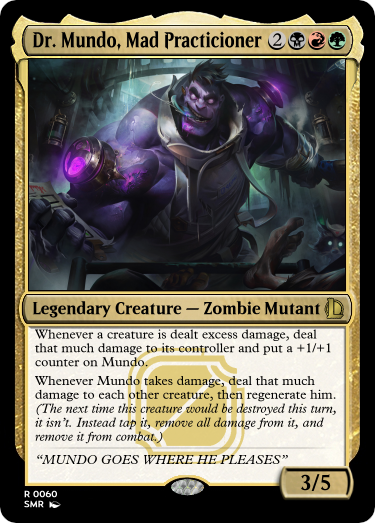 Dr. Mundo, Mad Practicioner 2
Legendary Creature — Zombie Mutant
Whenever a creature is dealt excess damage, deal
that much damage to its controller and put a +1/+1
counter on Mundo.
Whenever Mundo takes damage, deal that much
damage to each other creature, then regenerate him.
(The next time this creature would be destroyed this turn,
it isn't. Instead tap it, remove all damage from it, and
remove it from combat.)
“MUNDO GOES WHERE HE PLEASES”
3/5
R 0060
SMR